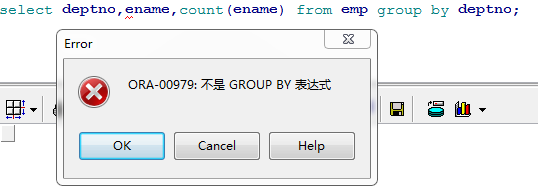 select deptno,ename,count(ename) from emp group by deptno;
Error
ORA-00979: 不是 GROUP BY 表达式
OK
Cancel
Help